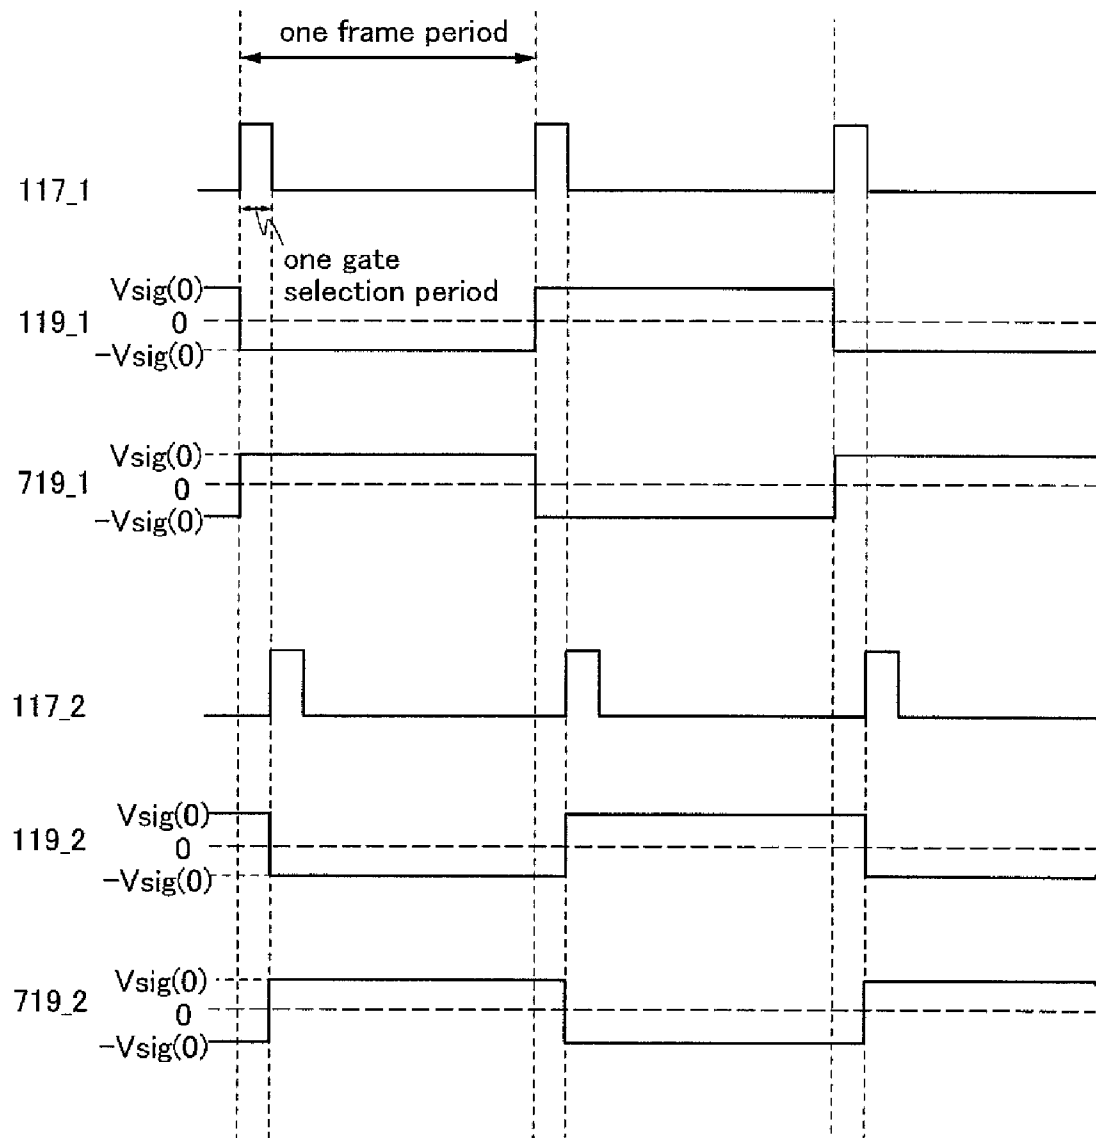 one frame period
117_1
one gate
selection period
Vsig(0)
119_1
0
-Vsig(0)
Vsig(0)
719_1
0
-Vsig(0)
117_2
Vsig(0)
119_2
0
-Vsig(0)
Vsig(0)
719_2
0
-Vsig(0)